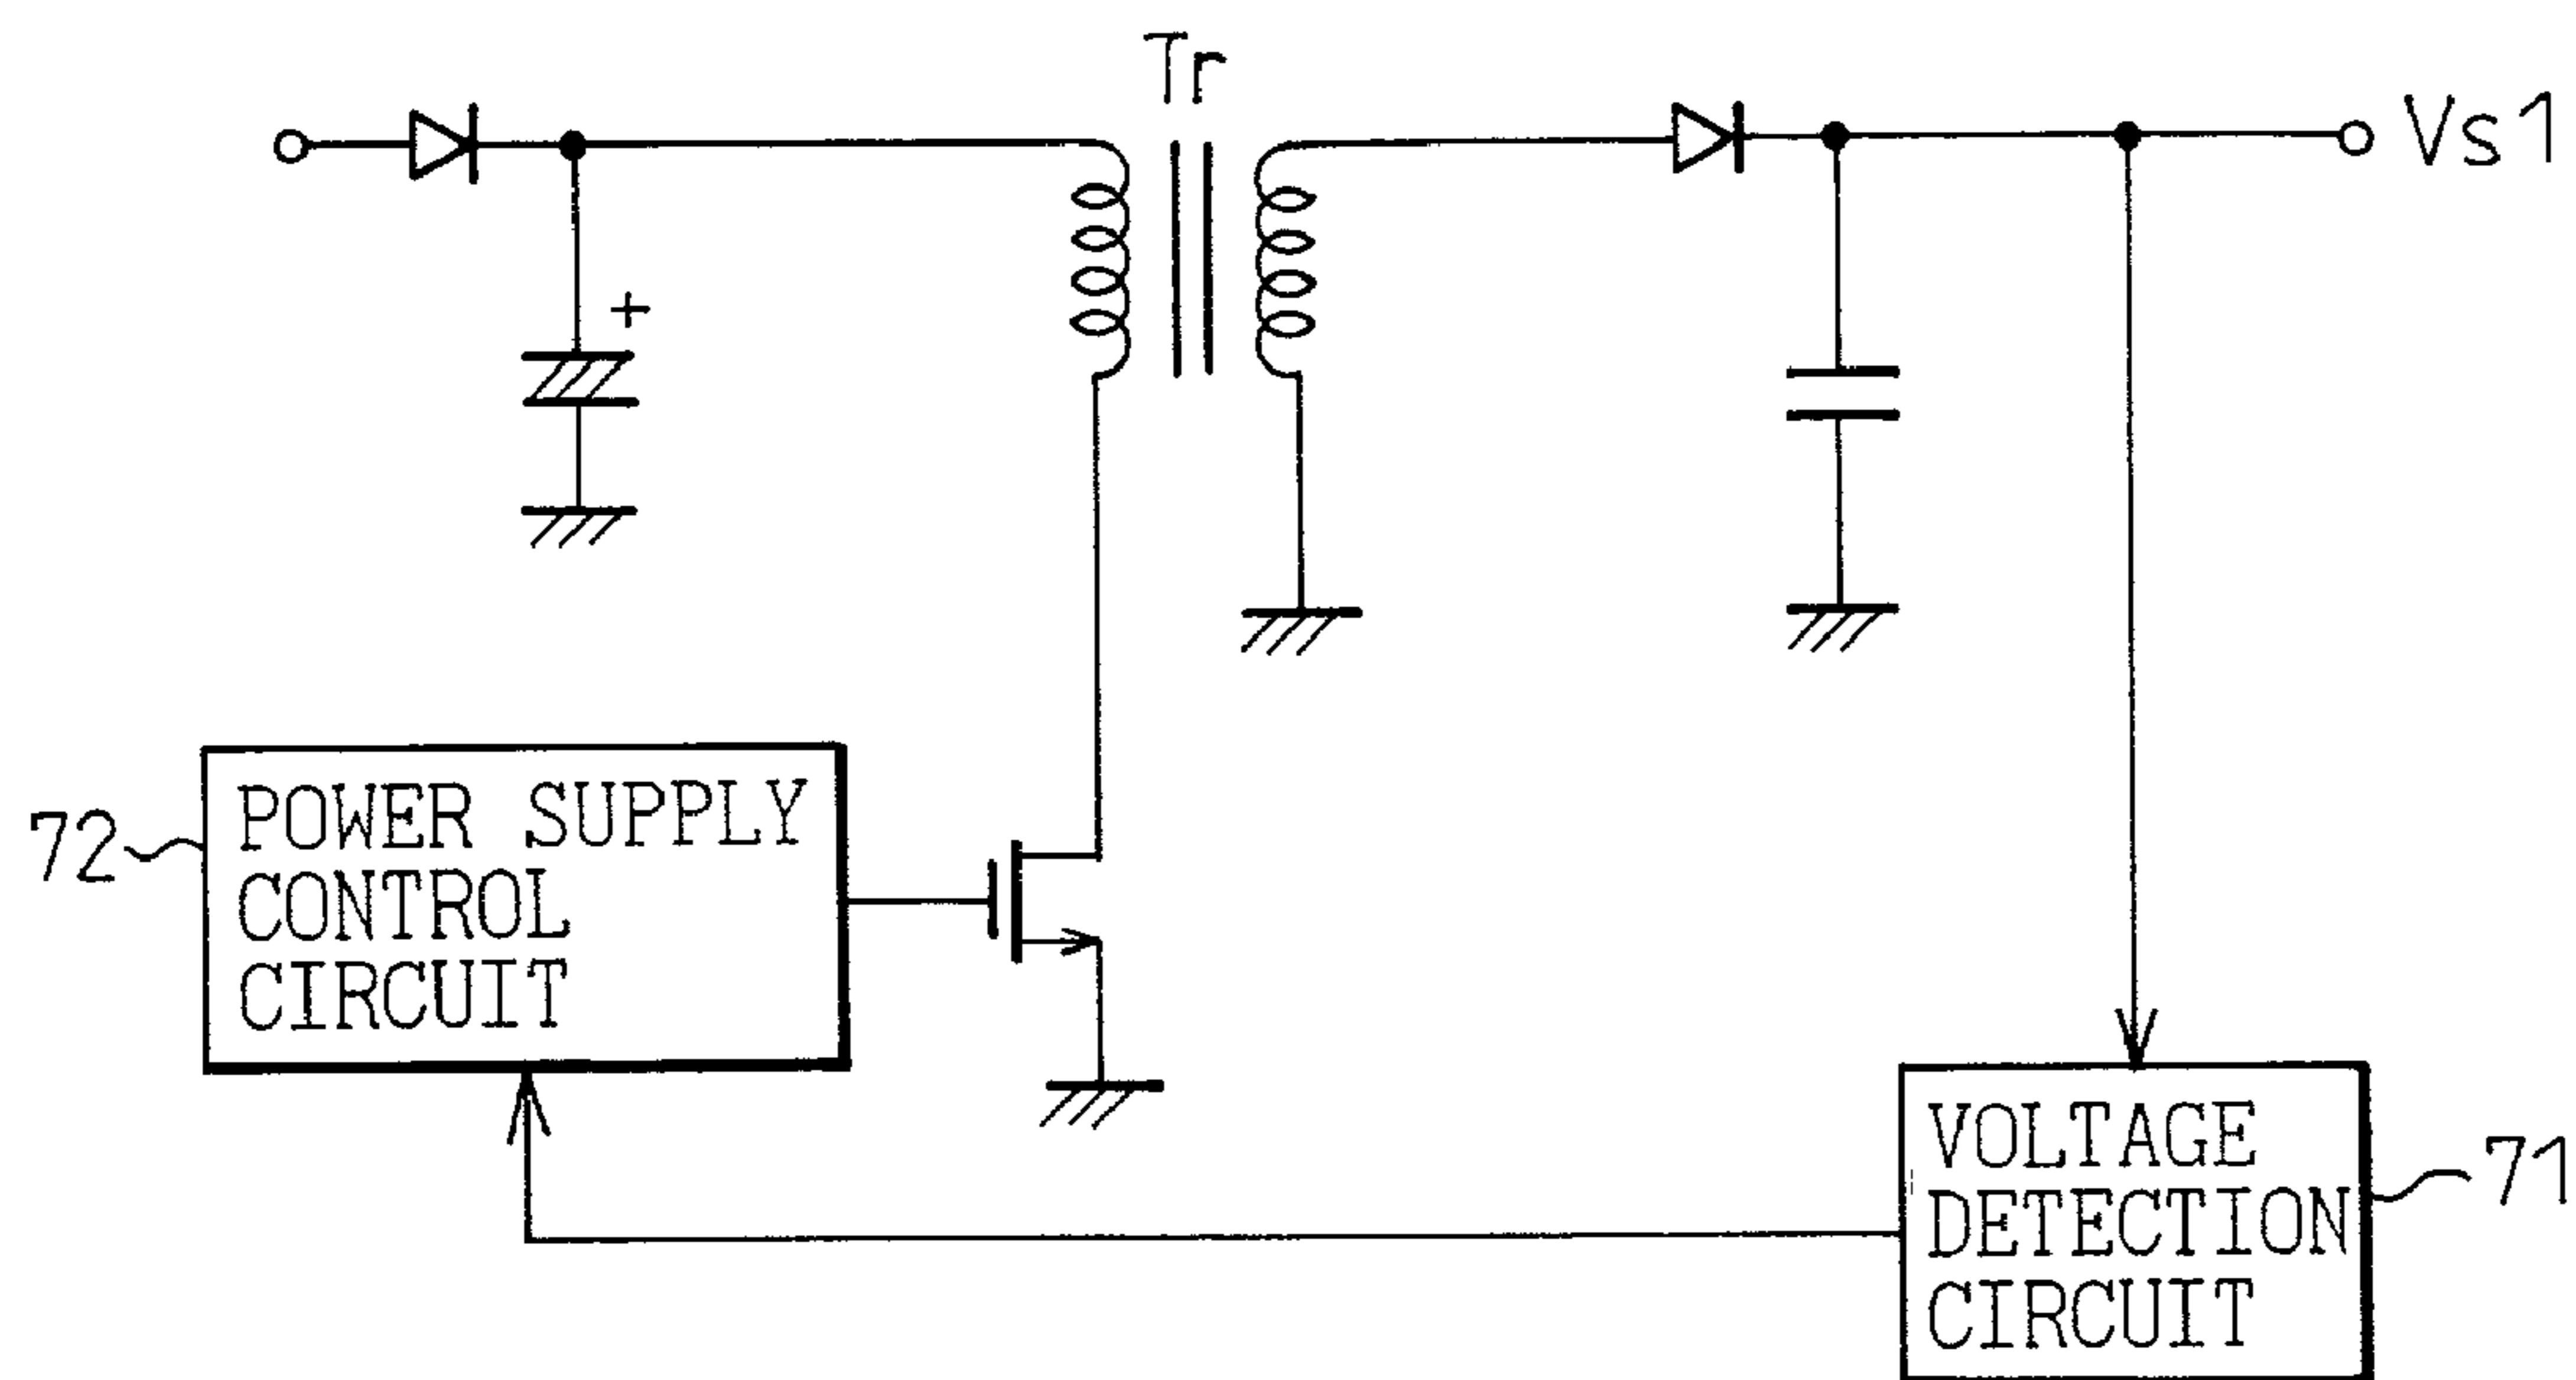 Tr
Vs1
+
72
POWER SUPPLY
CONTROL
CIRCUIT
VOLTAGE
DETECTION
CIRCUIT
71